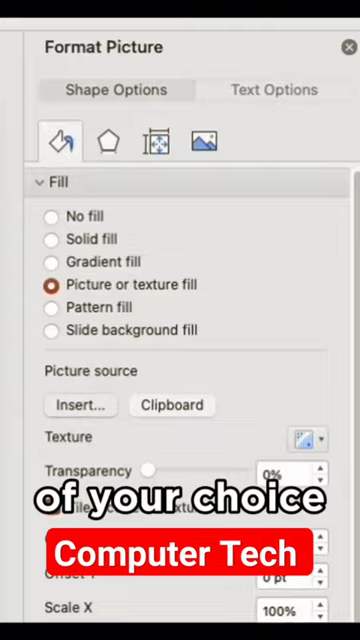 Format Picture
Shape Options
Text Options
Fill
No fill
Solid fill
Gradient fill
Picture or texture fill
Pattern fill
Slide background fill
Picture source
Insert...
Clipboard
Texture
Transparency
0%
of your choice
Computer Tech
0 pt
Scale X
100%